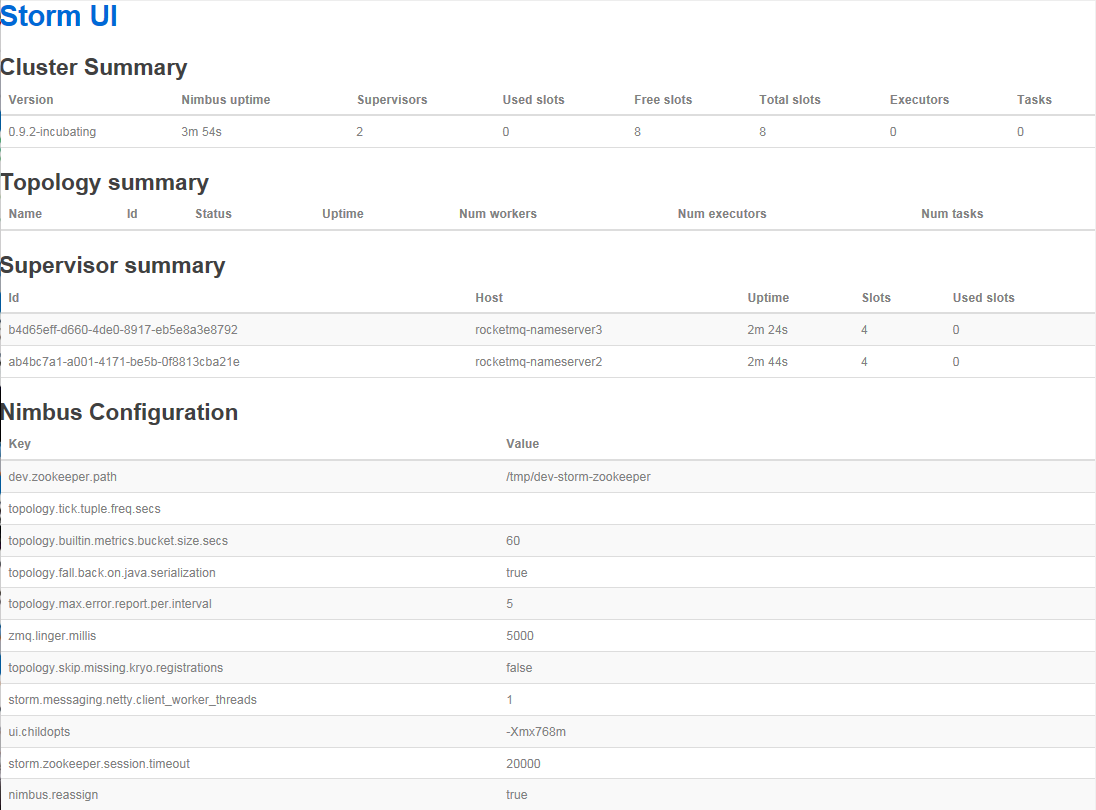 Storm UI
Cluster Summary
Version Nimbus uptime Supervisors Used slots Free slots Total slots Executors Tasks
0.9.2-incubating 3m 54s 2 0 8 8 0 0
Topology summary
Name Id Status Uptime Num workers Num executors Num tasks
Supervisor summary
Id Host Uptime Slots Used slots
b4d65eff-d660-4de0-8917-eb5e8a3e8792 rocketmq-nameserver3 2m 24s 4 0
ab4bc7a1-a001-4171-be5b-0f8813cba21e rocketmq-nameserver2 2m 44s 4 0
Nimbus Configuration
Key Value
dev.zookeeper.path /tmp/dev-storm-zookeeper
topology.tick.tuple.freq.secs
topology.builtin.metrics.bucket.size.secs 60
topology.fall.back.on.java.serialization true
topology.max.error.report.per.interval 5
zmq.linger.millis 5000
topology.skip.missing.kryo.registrations false
storm.messaging.netty.client_worker_threads 1
ui.childopts -Xmx768m
storm.zookeeper.session.timeout 20000
nimbus.reassign true